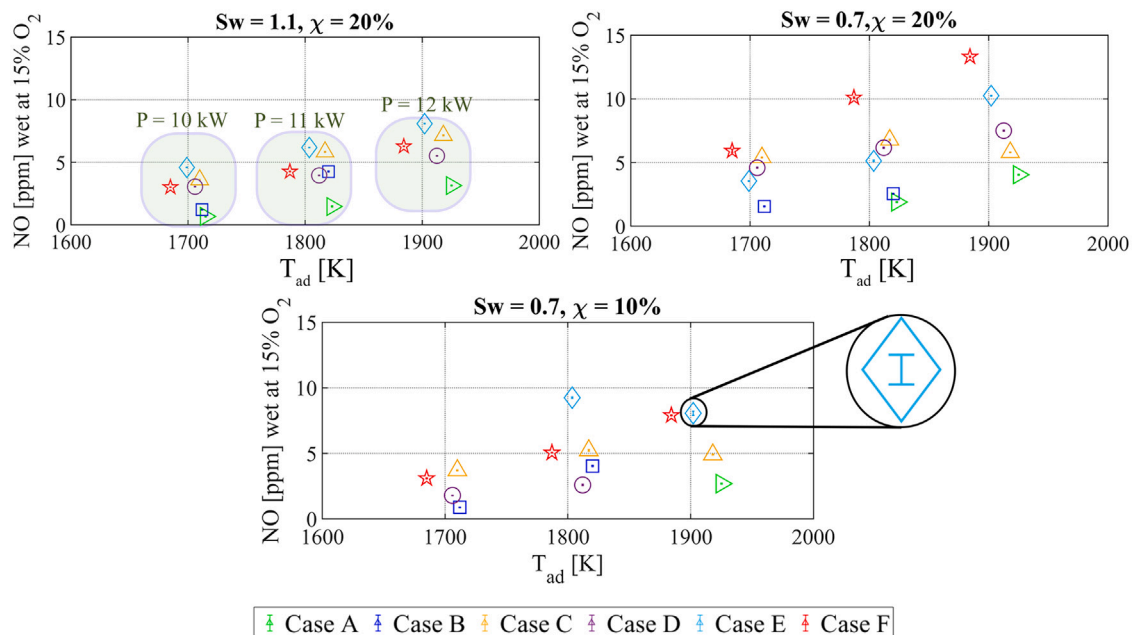 Sw = 1.1, χ = 20%
NO [ppm] wet at 15% O2
15
10
5
0
P = 10 kW
P = 11 kW
P = 12 kW
1600 1700 1800 1900 2000
Tad [K]
Sw = 0.7,χ = 20%
NO [ppm] wet at 15% O2
15
10
5
0
1600 1700 1800 1900 2000
Tad [K]
Sw = 0.7, χ = 10%
NO [ppm] wet at 15% O2
15
10
5
0
1600 1700 1800 1900 2000
Tad [K]
Case A Case B Case C Case D Case E Case F